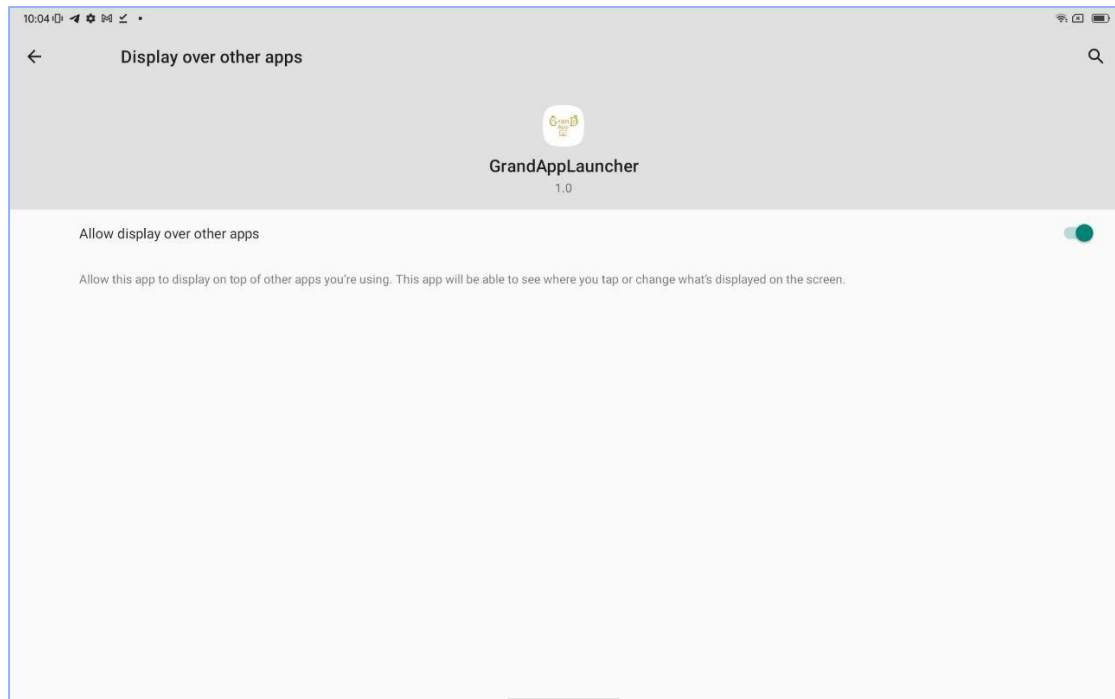 10:04
Display over other apps
GranD
App
GrandAppLauncher
1.0
Allow display over other apps
Allow this app to display on top of other apps you're using. This app will be able to see where you tap or change what's displayed on the screen.